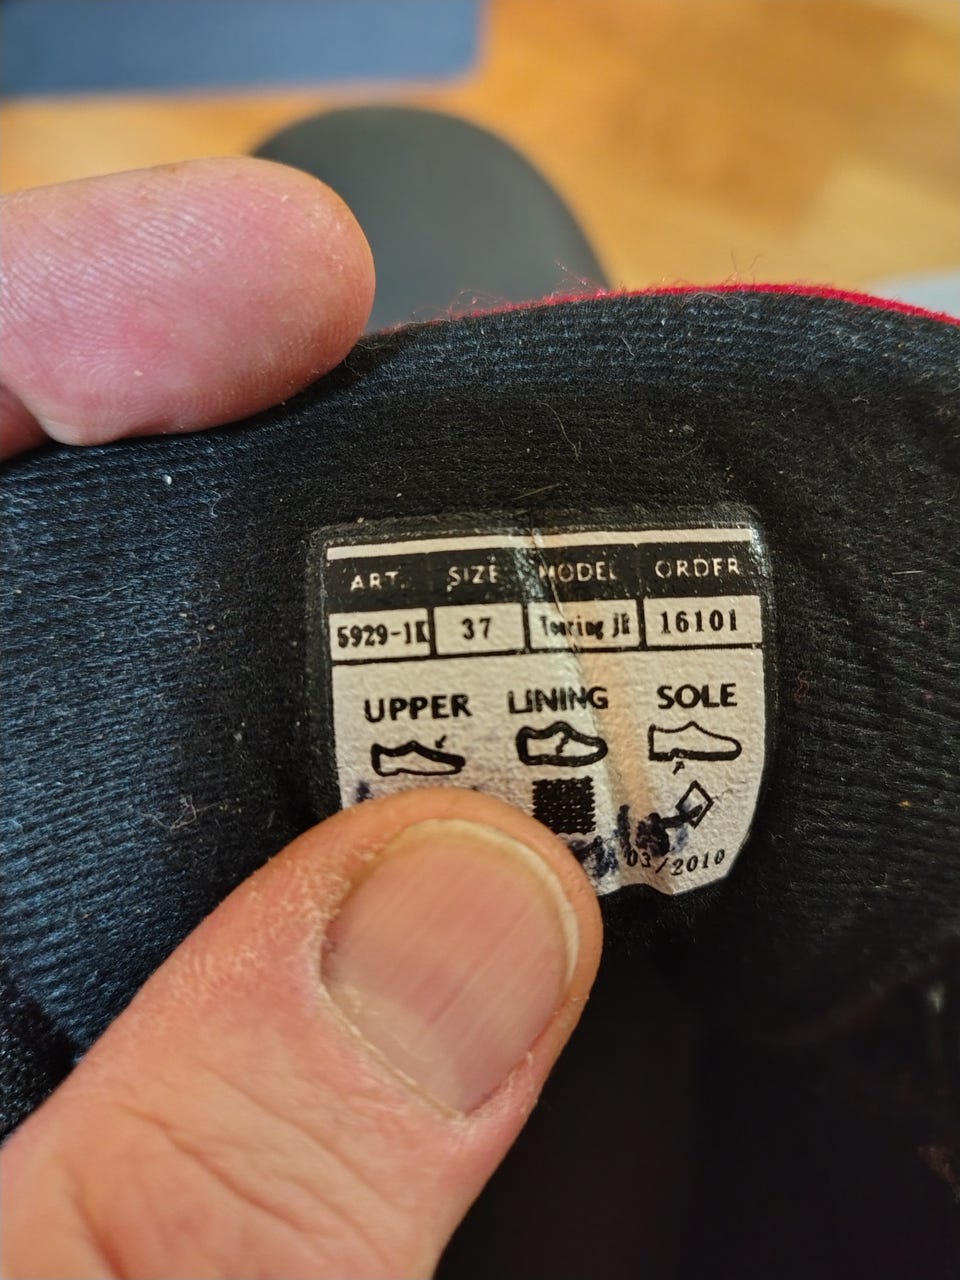 ART. SIZE MODEL ORDER
5929-1K 37 Touring JR 16101
UPPER LINING SOLE
03/2010